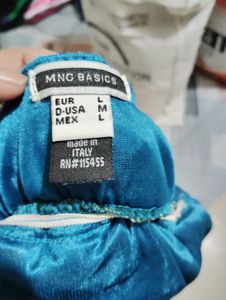 MNG BASICS
EUR L
D-USA M
MEX L
made in
ITALY
RN#115455